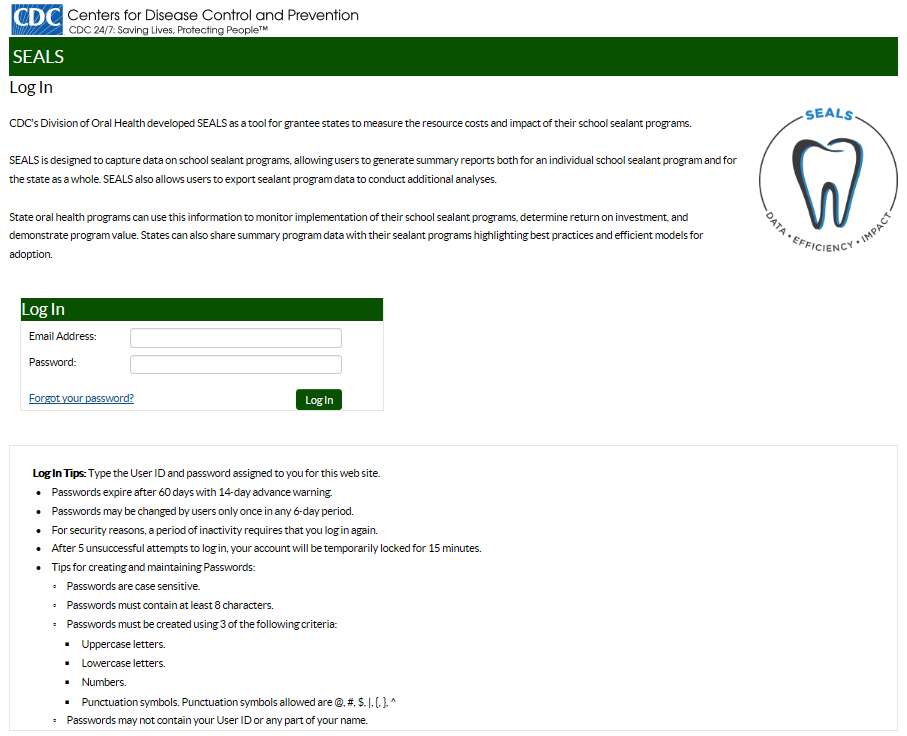 CDC Centers for Disease Control and Prevention
CDC 24/7: Saving Lives, Protecting People™
SEALS
Log In
CDC's Division of Oral Health developed SEALS as a tool for grantee states to measure the resource costs and impact of their school sealant programs.
SEALS is designed to capture data on school sealant programs, allowing users to generate summary reports both for an individual school sealant program and for
the state as a whole. SEALS also allows users to export sealant program data to conduct additional analyses.
State oral health programs can use this information to monitor implementation of their school sealant programs, determine return on investment, and
demonstrate program value. States can also share summary program data with their sealant programs highlighting best practices and efficient models for
adoption.
SEALS
DATA • EFFICIENCY • IMPACT
Log In
Email Address:
Password:
Forgot your password?
Log In
Log In Tips: Type the User ID and password assigned to you for this web site.
• Passwords expire after 60 days with 14-day advance warning.
• Passwords may be changed by users only once in any 6-day period.
• For security reasons, a period of inactivity requires that you log in again.
• After 5 unsuccessful attempts to log in, your account will be temporarily locked for 15 minutes.
• Tips for creating and maintaining Passwords:
◦ Passwords are case sensitive.
◦ Passwords must contain at least 8 characters.
◦ Passwords must be created using 3 of the following criteria:
▪ Uppercase letters.
▪ Lowercase letters.
▪ Numbers.
▪ Punctuation symbols. Punctuation symbols allowed are @, #, $, |, {, }, ^
◦ Passwords may not contain your User ID or any part of your name.